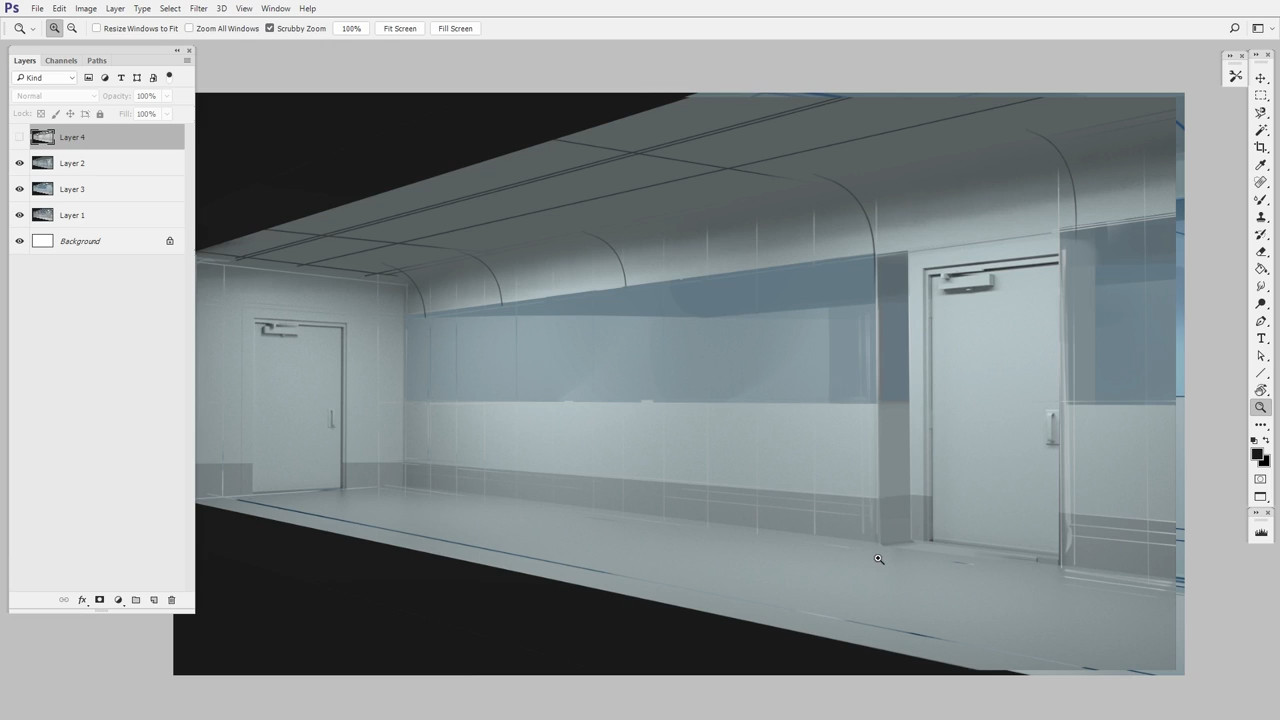 Ps File Edit Image Layer Type Select Filter 3D View Window Help
Resize Windows to Fit Zoom All Windows Scrubby Zoom 100% Fit Screen Fill Screen
Layers Channels Paths
Kind
Normal Opacity: 100%
Lock: Fill: 100%
Layer 4
Layer 2
Layer 3
Layer 1
Background
fx